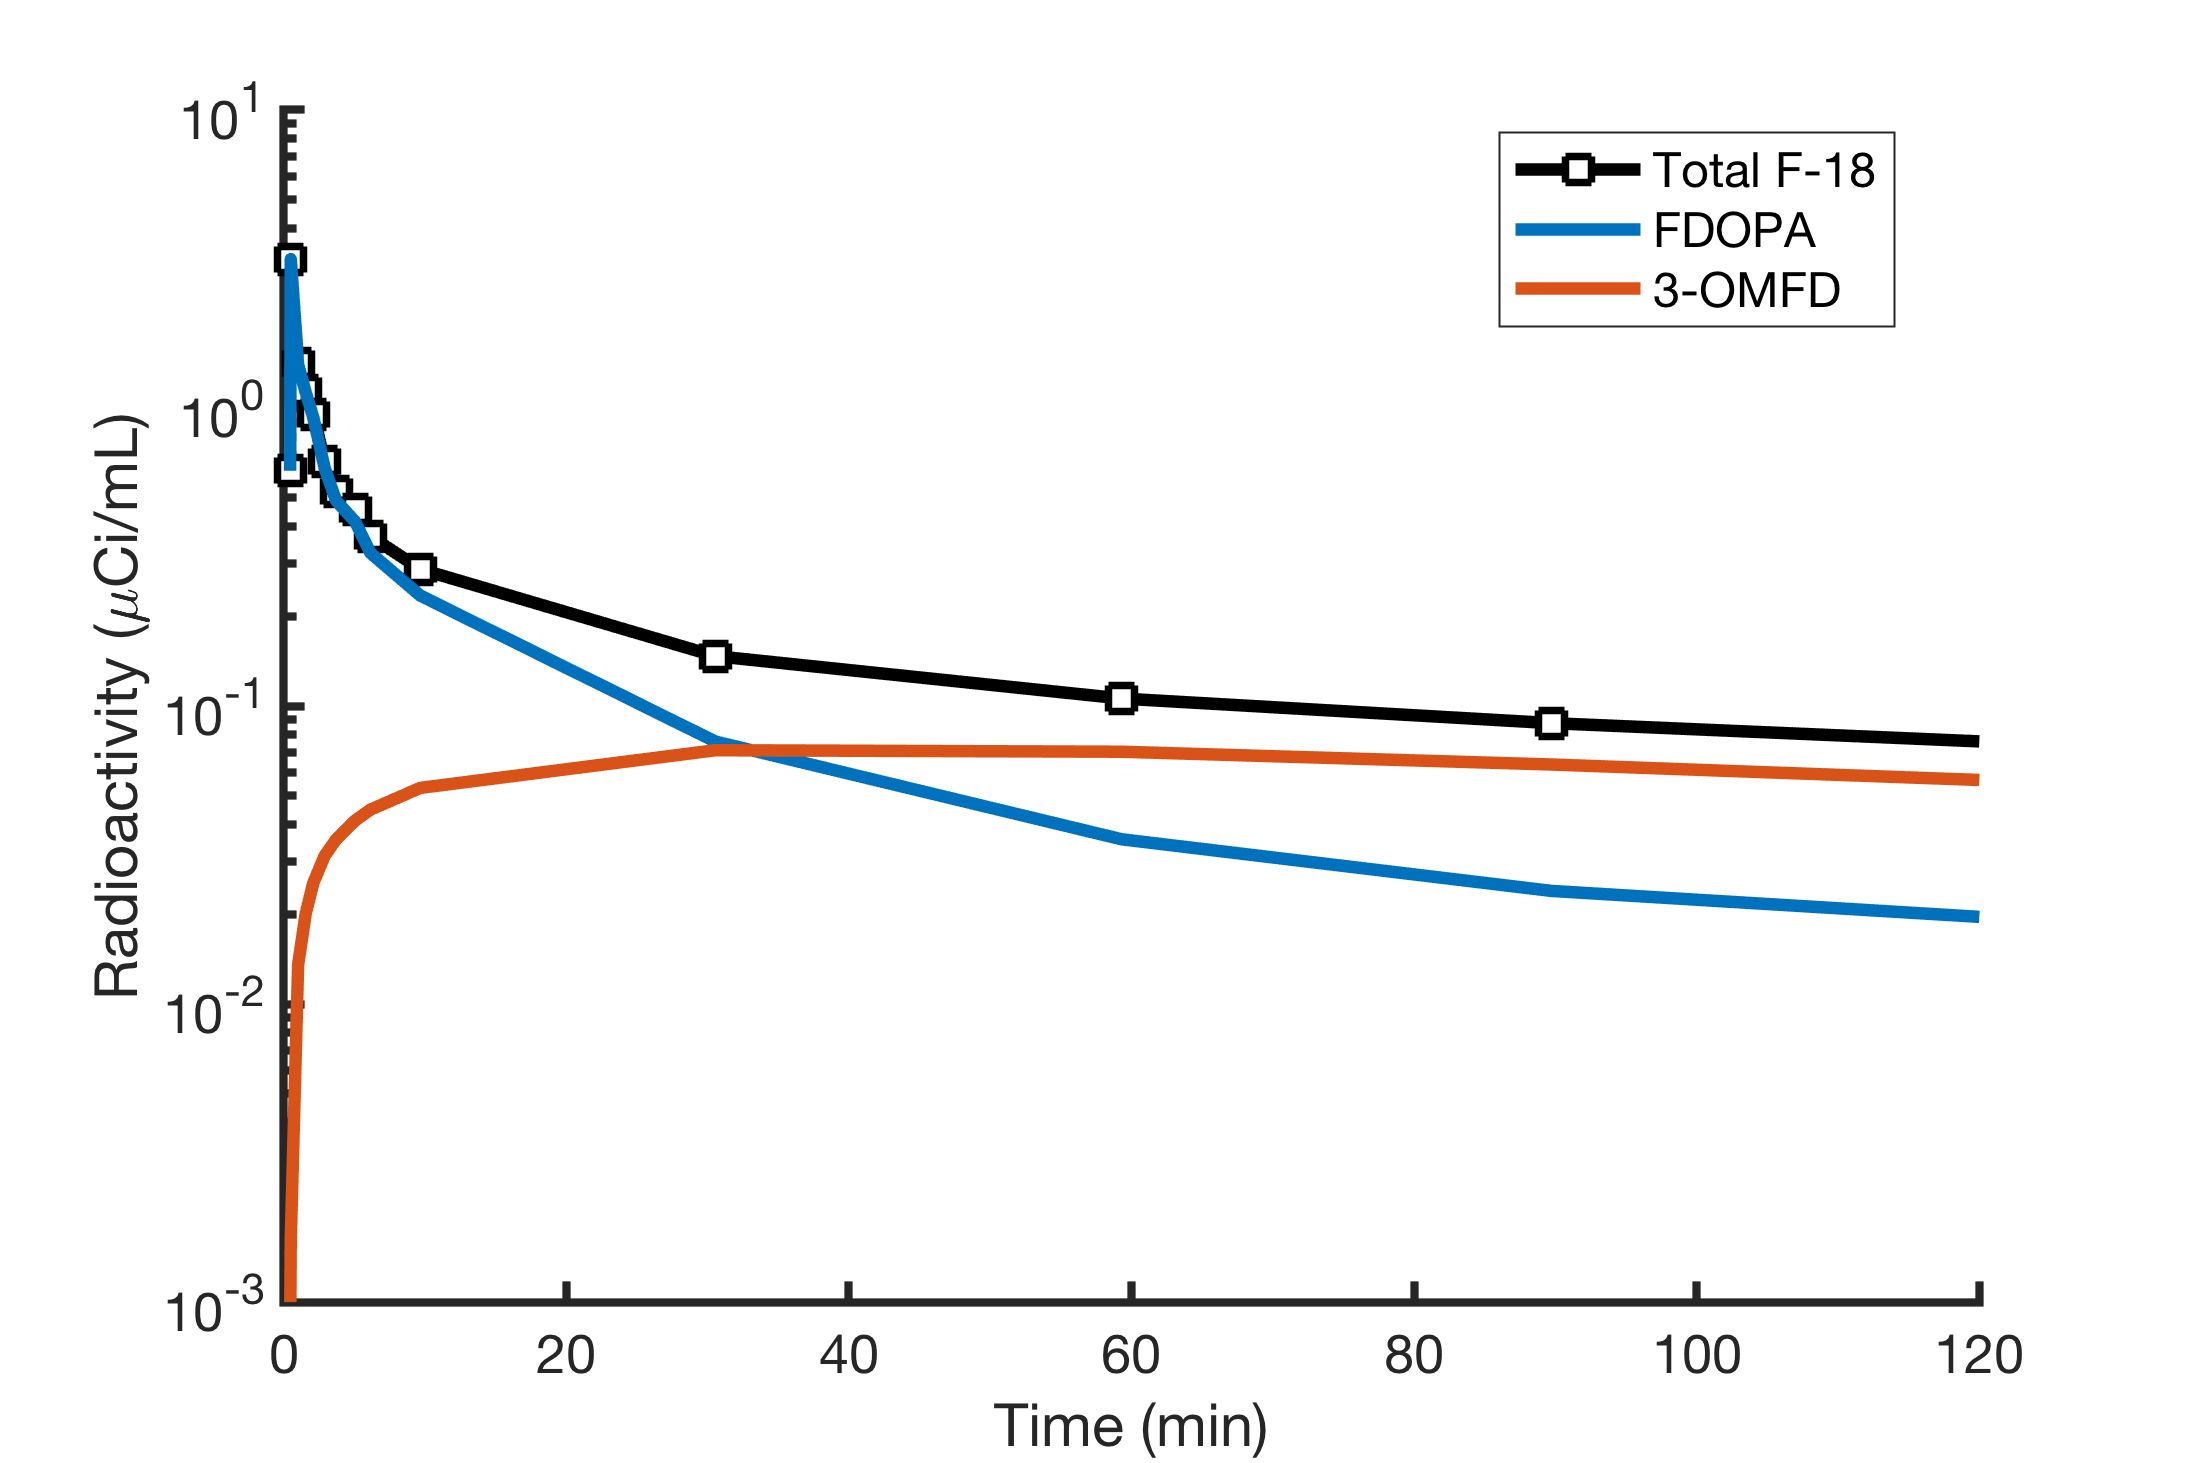 10^1
10^0
10^-1
10^-2
10^-3
Radioactivity (μCi/mL)
Total F-18
FDOPA
3-OMFD
0 20 40 60 80 100 120
Time (min)